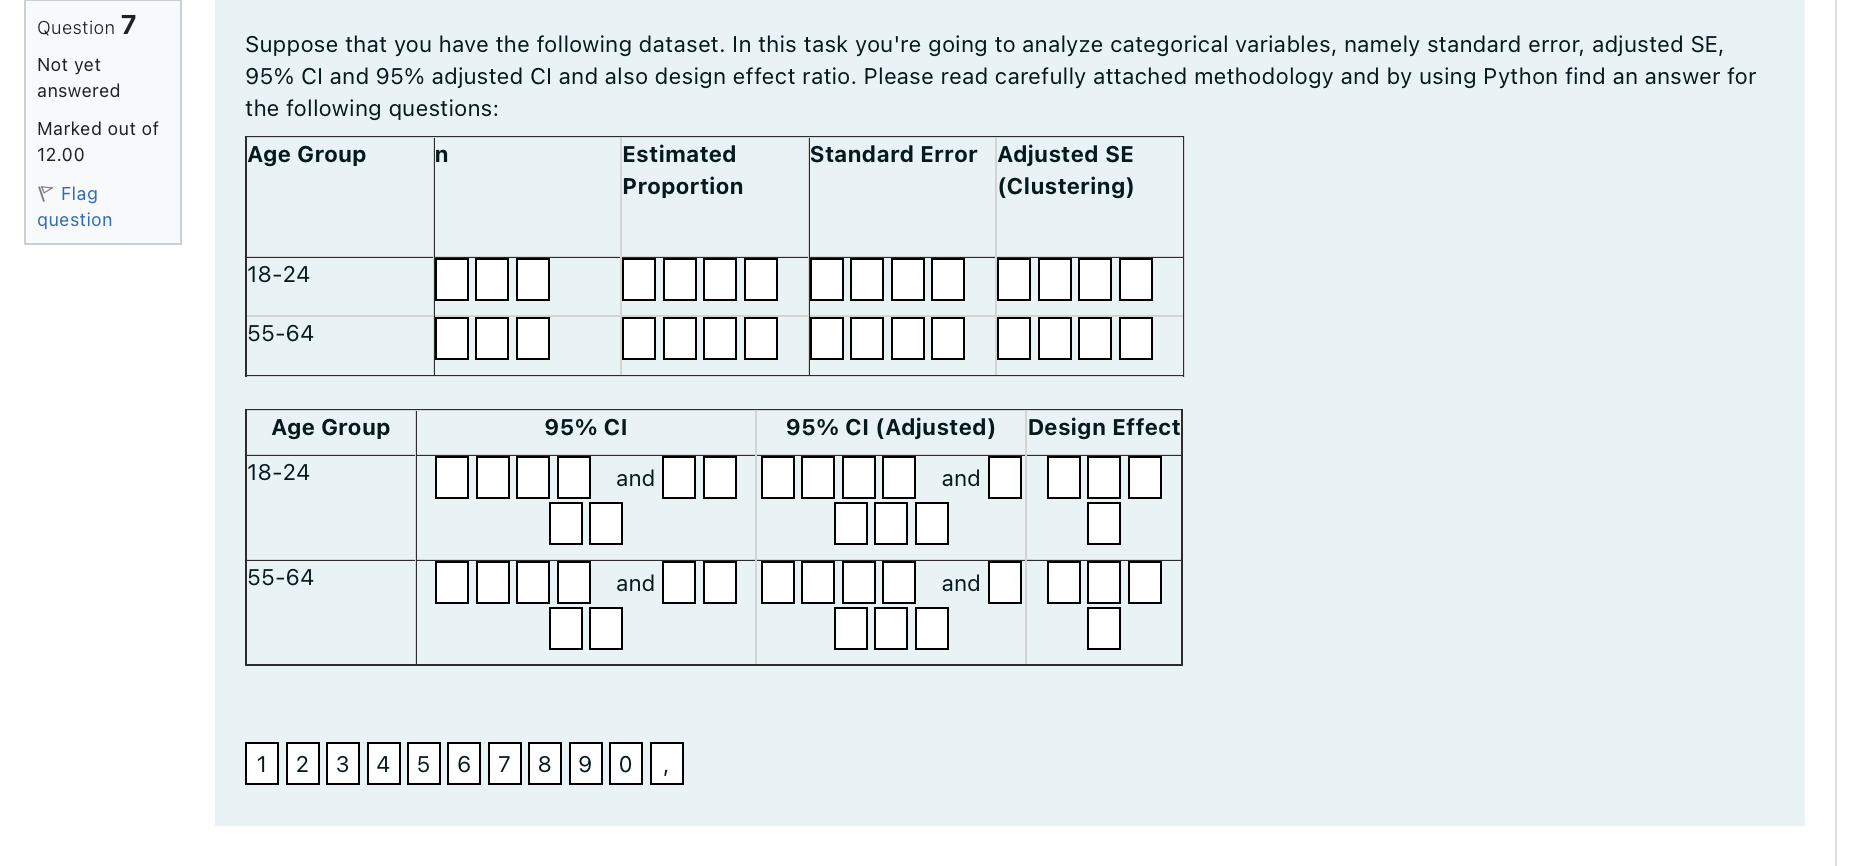 Question 7
Not yet
answered
Marked out of
12.00
Flag
question
Suppose that you have the following dataset. In this task you're going to analyze categorical variables, namely standard error, adjusted SE,
95% CI and 95% adjusted CI and also design effect ratio. Please read carefully attached methodology and by using Python find an answer for
the following questions:
Age Group n Estimated Standard Error Adjusted SE
Proportion (Clustering)
18-24
55-64
Age Group 95% CI 95% CI (Adjusted) Design Effect
18-24 and and
55-64 and and
1 2 3 4 5 6 7 8 9 0 ,